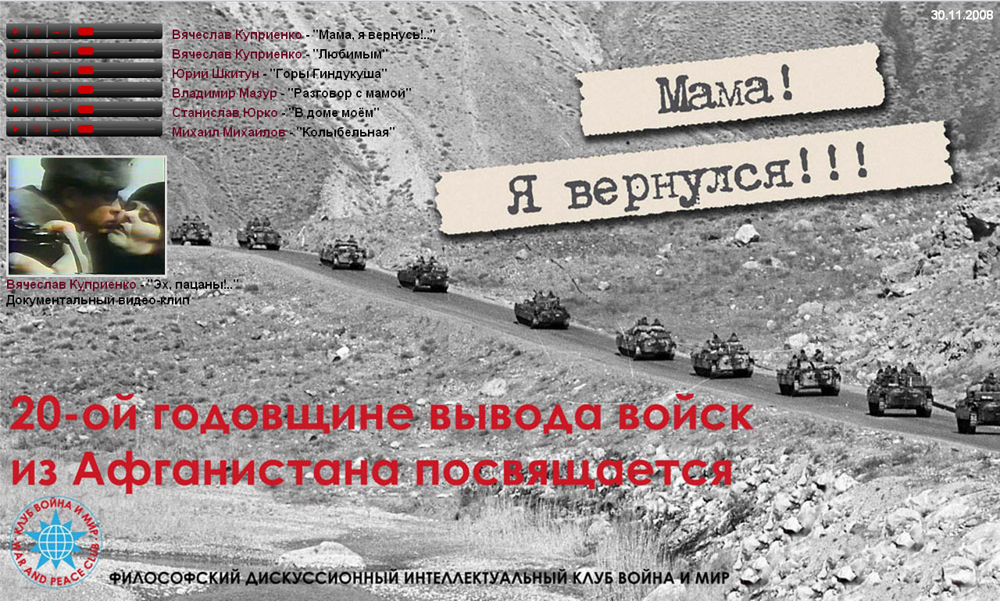 30.11.2008
Вячеслав Куприенко - "Мама, я вернусь!.."
Вячеслав Куприенко - "Любимым"
Юрий Шкитун - "Горы Гиндукуша"
Владимир Мазур - "Разговор с мамой"
Станислав Юрко - "В доме моём"
Михаил Михайлов - "Колыбельная"
Мама!
Я вернулся!!!
Вячеслав Куприенко - "Эх, пацаны!.."
Документальный видео-клип
20-ой годовщине вывода войск
из Афганистана посвящается
КЛУБ ВОЙНА И МИР
WAR AND PEACE CLUB
ФИЛОСОФСКИЙ ДИСКУССИОННЫЙ ИНТЕЛЛЕКТУАЛЬНЫЙ КЛУБ ВОЙНА И МИР